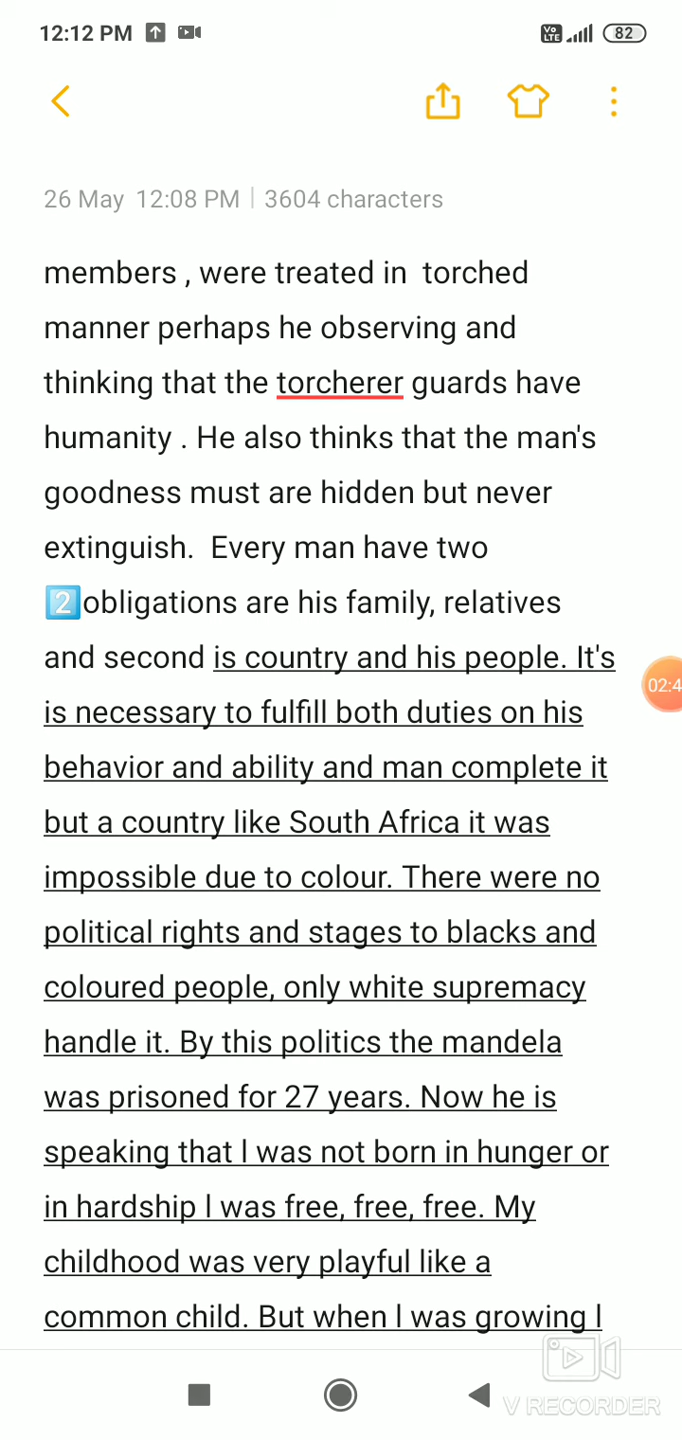 12:12 PM
Vo LTE 82
26 May 12:08 PM | 3604 characters
members , were treated in  torched
manner perhaps he observing and
thinking that the torcherer guards have
humanity . He also thinks that the man's
goodness must are hidden but never
extinguish.  Every man have two
2️⃣obligations are his family, relatives
and second is country and his people. It's
is necessary to fulfill both duties on his
behavior and ability and man complete it
but a country like South Africa it was
impossible due to colour. There were no
political rights and stages to blacks and
coloured people, only white supremacy
handle it. By this politics the mandela
was prisoned for 27 years. Now he is
speaking that l was not born in hunger or
in hardship l was free, free, free. My
childhood was very playful like a
common child. But when l was growing l
02:4
V RECORDER